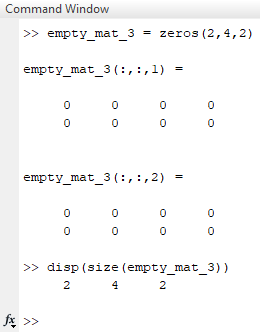 Command Window
>> empty_mat_3 = zeros(2,4,2)
empty_mat_3(:,:,1) =
0 0 0 0
0 0 0 0
empty_mat_3(:,:,2) =
0 0 0 0
0 0 0 0
>> disp(size(empty_mat_3))
2 4 2
fx >>